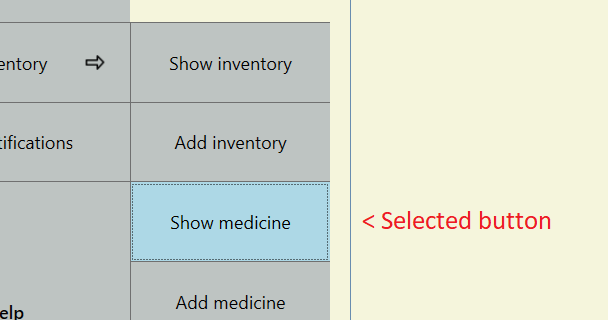 entory
Show inventory
tifications
Add inventory
Show medicine
< Selected button
elp
Add medicine